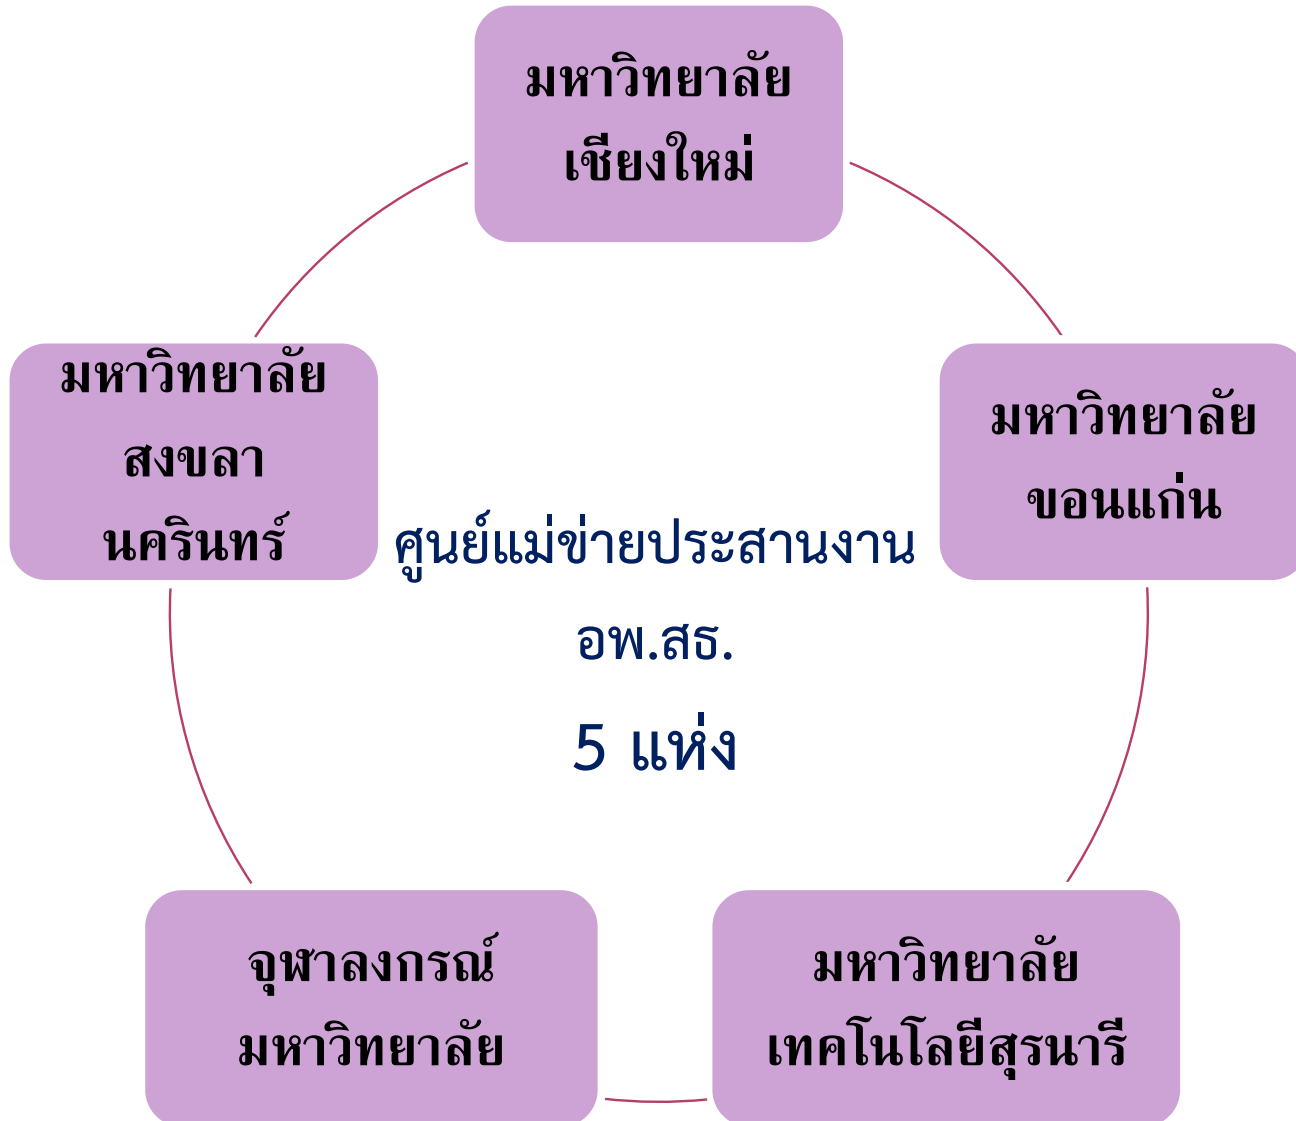 มหาวิทยาลัย
เชียงใหม่
มหาวิทยาลัย
ขอนแก่น
มหาวิทยาลัย
เทคโนโลยีสุรนารี
จุฬาลงกรณ์
มหาวิทยาลัย
มหาวิทยาลัย
สงขลา
นครินทร์
ศูนย์แม่ข่ายประสานงาน
อพ.สธ.
5 แห่ง